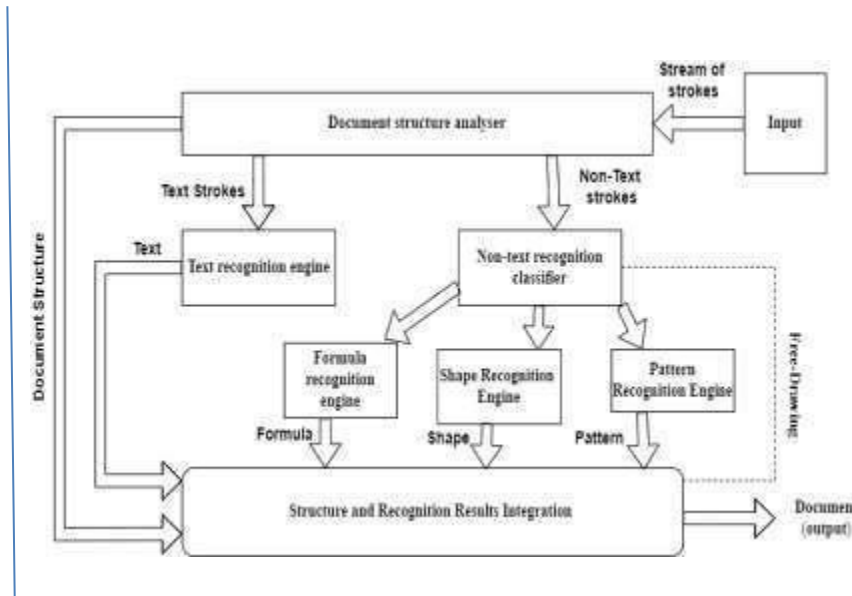 Stream of
strokes
Input
Document structure analyser
Text Strokes
Non-Text
strokes
Document Structure
Text
Text recognition engine
Non-text recognition
classifier
Free-Drawing
Formula
recognition
engine
Shape Recognition
Engine
Pattern
Recognition Engine
Formula
Shape
Pattern
Structure and Recognition Results Integration
Documen
(output)